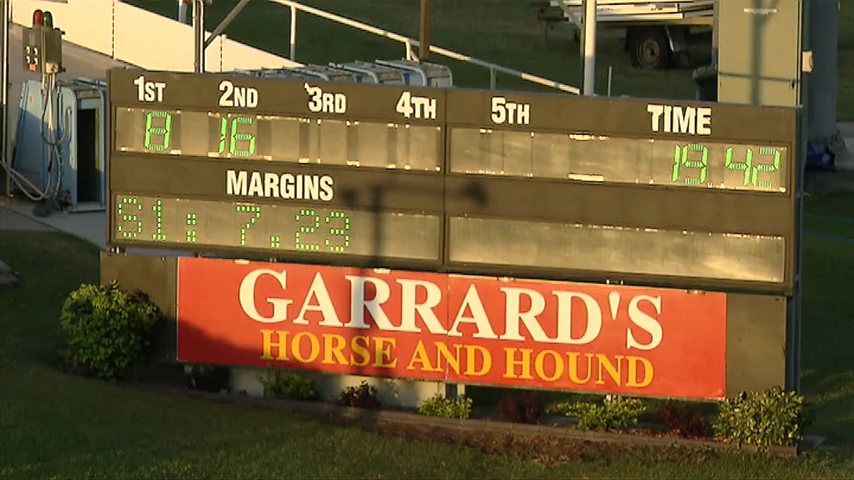 1ST 2ND 3RD 4TH 5TH TIME
8 16 19 42
MARGINS
S1: 7.23
GARRARD'S
HORSE AND HOUND